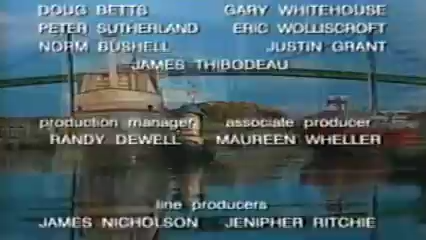 DOUG BETTS GARY WHITEHOUSE
PETER SUTHERLAND ERIC WOLLISCROFT
NORM BUSHELL JUSTIN GRANT
JAMES THIBODEAU
production manager associate producer
RANDY DEWELL MAUREEN WHELLER
line producers
JAMES NICHOLSON JENIPHER RITCHIE